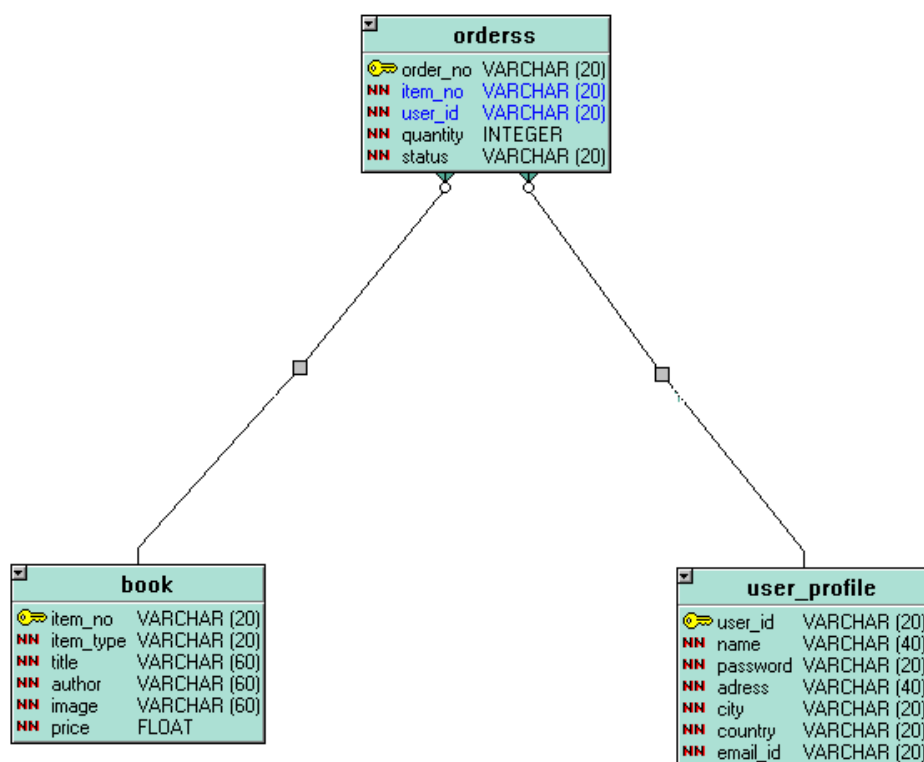 orderss
order_no VARCHAR (20)
NN item_no VARCHAR (20)
NN user_id VARCHAR (20)
NN quantity INTEGER
NN status VARCHAR (20)
book
item_no VARCHAR (20)
NN item_type VARCHAR (20)
NN title VARCHAR (60)
NN author VARCHAR (60)
NN image VARCHAR (60)
NN price FLOAT
user_profile
user_id VARCHAR (20)
NN name VARCHAR (40)
NN password VARCHAR (20)
NN adress VARCHAR (40)
NN city VARCHAR (20)
NN country VARCHAR (20)
NN email_id VARCHAR (20)